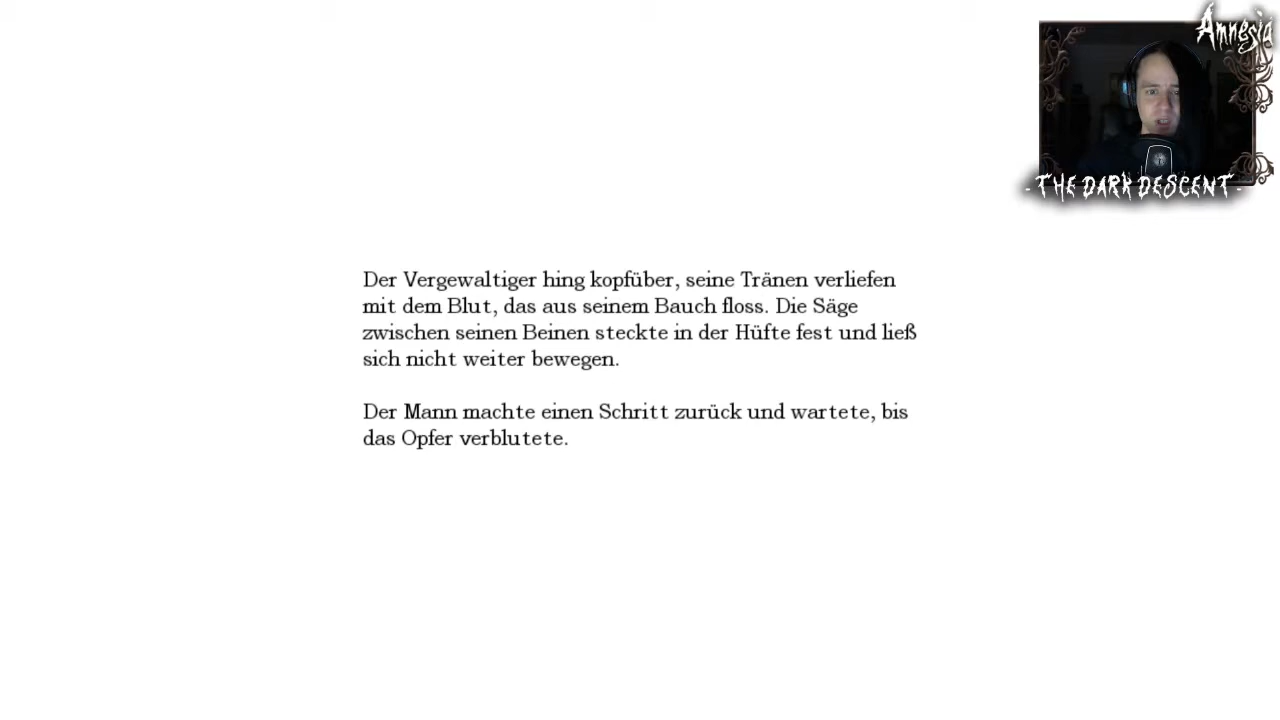 Amnesia
- THE DARK DESCENT -
Der Vergewaltiger hing kopfüber, seine Tränen verliefen
mit dem Blut, das aus seinem Bauch floss. Die Säge
zwischen seinen Beinen steckte in der Hüfte fest und ließ
sich nicht weiter bewegen.
Der Mann machte einen Schritt zurück und wartete, bis
das Opfer verblutete.